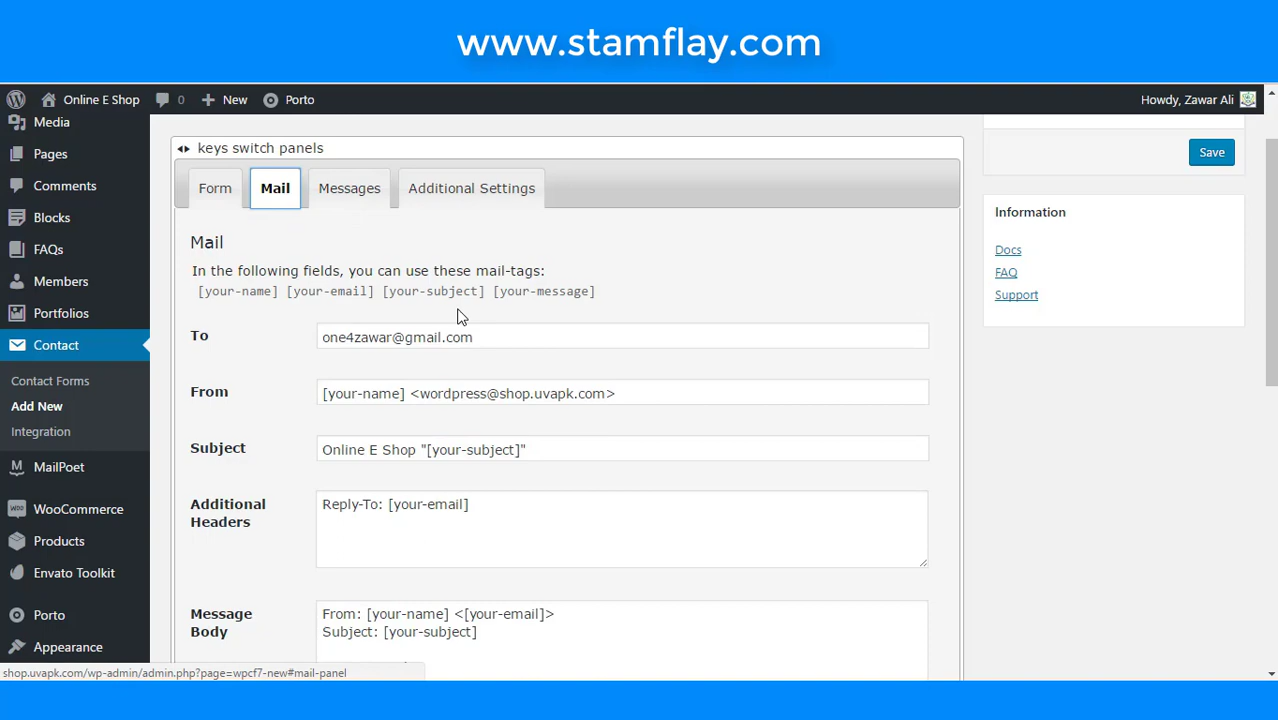 www.stamflay.com
Online E Shop 0 New Porto Howdy, Zawar Ali
Media
Pages
Comments
Blocks
FAQs
Members
Portfolios
Contact
Contact Forms
Add New
Integration
MailPoet
WooCommerce
Products
Envato Toolkit
Porto
Appearance
keys switch panels
Form Mail Messages Additional Settings
Mail
In the following fields, you can use these mail-tags:
[your-name] [your-email] [your-subject] [your-message]
To
one4zawar@gmail.com
From
[your-name] <wordpress@shop.uvapk.com>
Subject
Online E Shop "[your-subject]"
Additional
Headers
Reply-To: [your-email]
Message
Body
From: [your-name] <[your-email]>
Subject: [your-subject]
Save
Information
Docs
FAQ
Support
shop.uvapk.com/wp-admin/admin.php?page=wpcf7-new#mail-panel